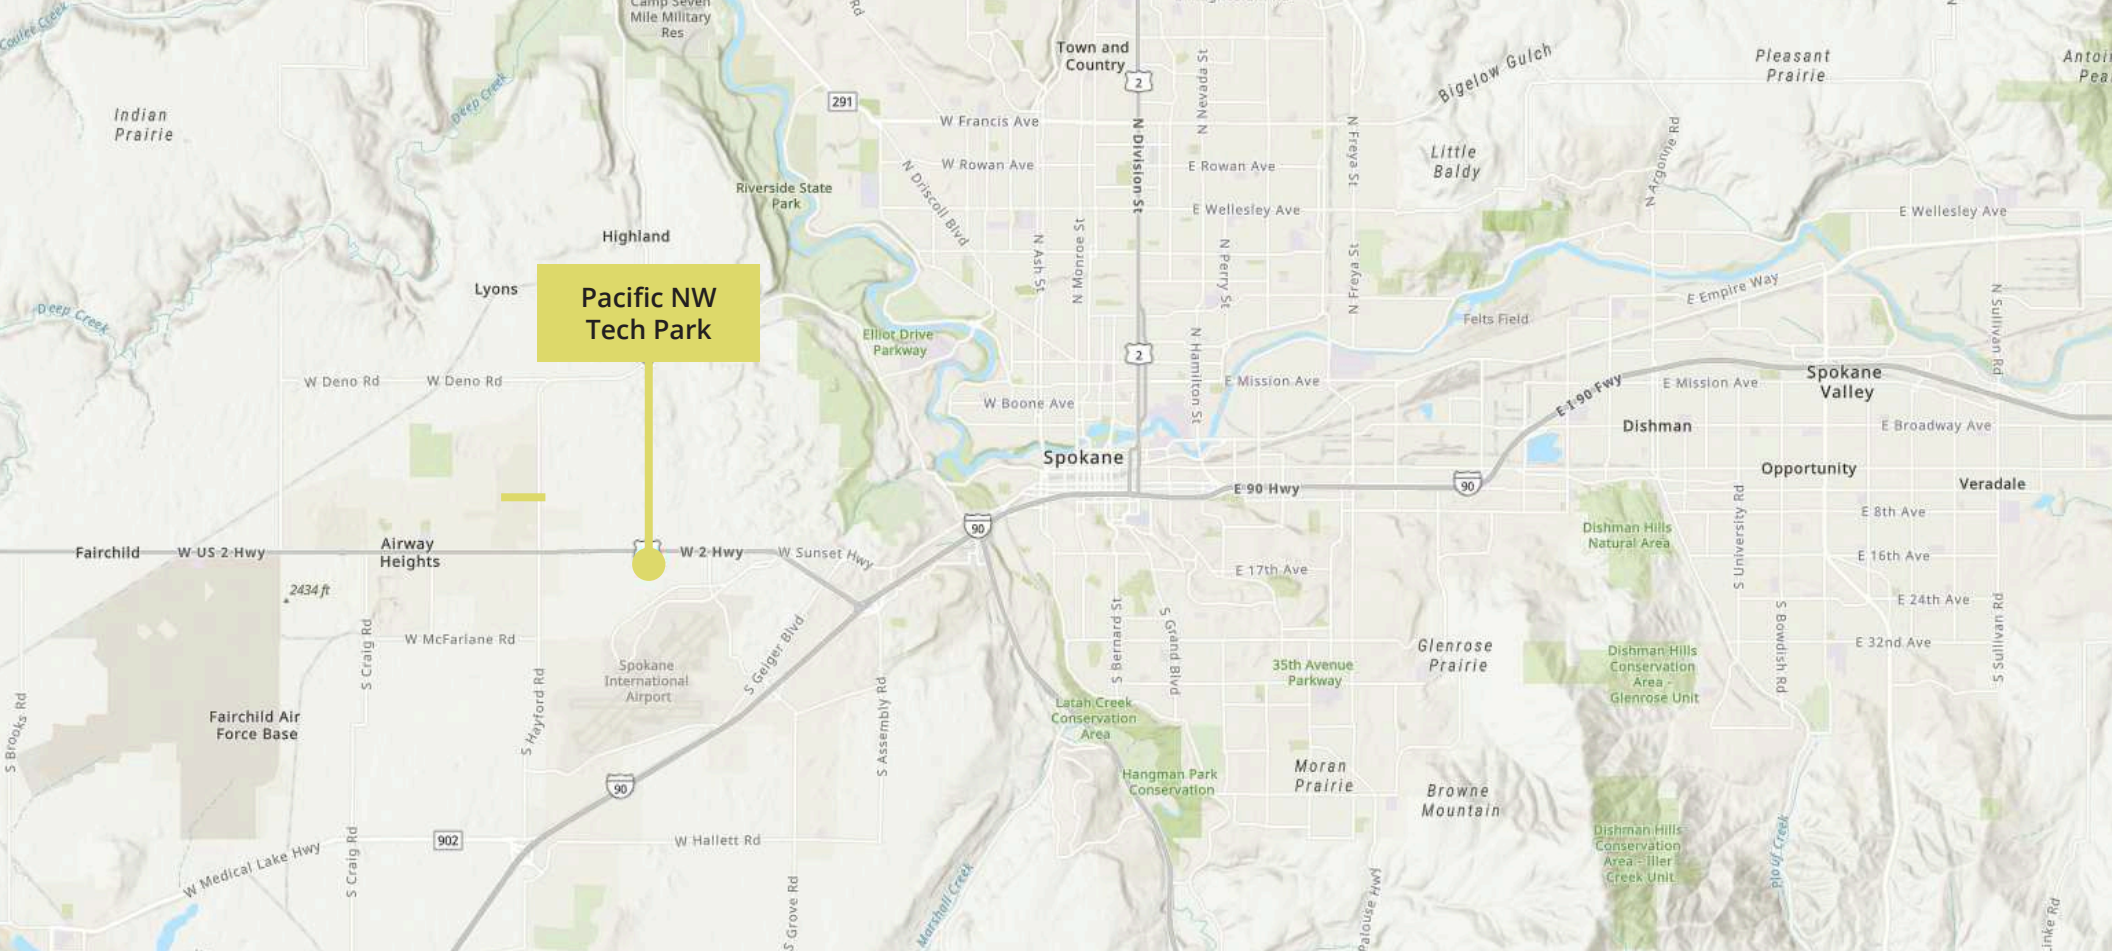 Coulee Creek
Camp Seven
Mile Military
Res
Rd
Town and
Country
2
Bigelow Gulch
Pleasant
Prairie
Indian
Prairie
Deep Creek
291
W Francis Ave
N Nevada St
N Division St
N Freye St
Little
Baldy
N Argonne Rd
W Rowan Ave
E Rowan Ave
Riverside State
Park
N Driscoll Blvd
E Wellesley Ave
E Wellesley Ave
Highland
Lyons
Pacific NW
Tech Park
N Ash St
N Monroe St
N Perry St
N Freya St
E Empire Way
Deep Creek
Felts Field
N Sullivan Rd
Elliot Drive
Parkway
2
N Hamilton St
W Deno Rd
W Deno Rd
E Mission Ave
E I 90 Fwy
E Mission Ave
Spokane
Valley
W Boone Ave
Dishman
E Broadway Ave
Spokane
Opportunity
Veradale
E 90 Hwy
90
90
E 8th Ave
Dishman Hills
Natural Area
S University Rd
Fairchild
W US 2 Hwy
Airway
Heights
W 2 Hwy
W Sunset Hwy
E 16th Ave
E 17th Ave
2434 ft
E 24th Ave
S Craig Rd
W McFarlane Rd
S Geiger Blvd
S Bernard St
S Grand Blvd
Glenrose
Prairie
Dishman Hills
Conservation
Area -
Glenrose Unit
S Bowdish Rd
E 32nd Ave
S Sullivan Rd
Spokane
International
Airport
35th Avenue
Parkway
S Brooks Rd
Fairchild Air
Force Base
S Hayford Rd
S Assembly Rd
Latah Creek
Conservation
Area
Hangman Park
Conservation
Moran
Prairie
Browne
Mountain
90
902
W Hallett Rd
W Medical Lake Hwy
S Craig Rd
S Grove Rd
Marshall Creek
Palouse Hwy
Dishman Hills
Conservation
Area - Iller
Creek Unit
Plouf Creek